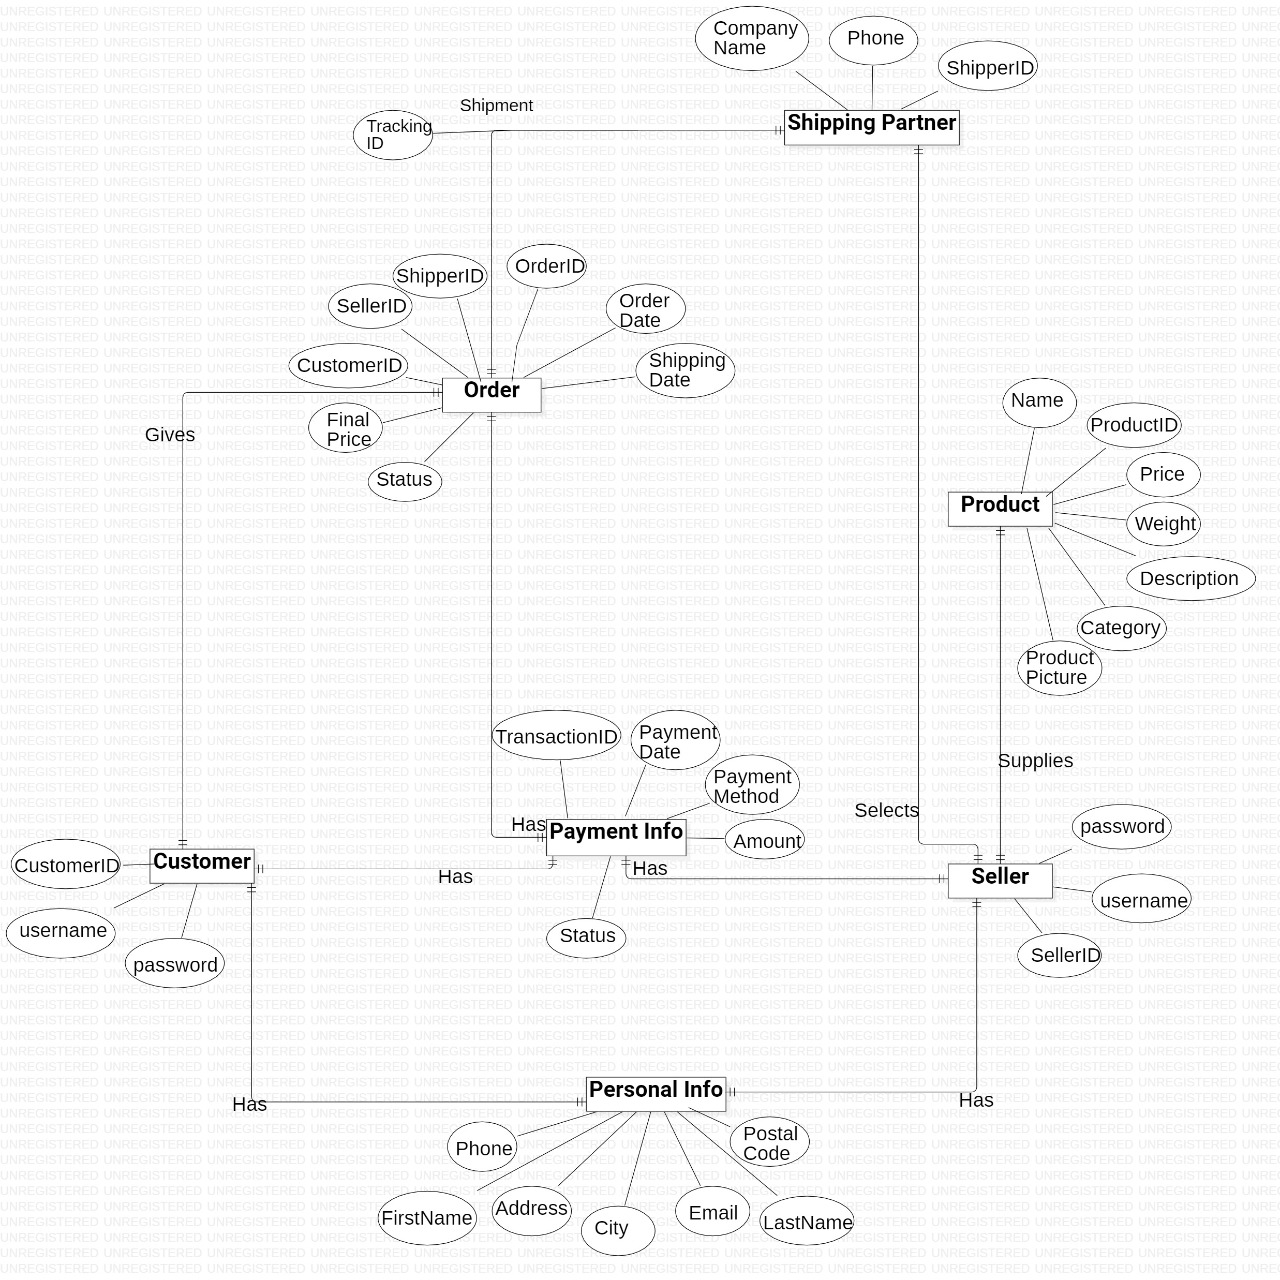 Company
Name
Phone
ShipperID
Shipment
Tracking
ID
Shipping Partner
ShipperID
OrderID
SellerID
Order
Date
CustomerID
Shipping
Date
Order
Final
Price
Gives
Status
Name
ProductID
Price
Product
Weight
Description
Category
Product
Picture
TransactionID
Payment
Date
Payment
Method
Supplies
Selects
Has
Payment Info
Amount
password
Customer
CustomerID
Has
Has
Seller
username
username
Status
SellerID
password
Personal Info
Has
Has
Phone
Postal
Code
FirstName
Address
City
Email
LastName
UNREGISTERED